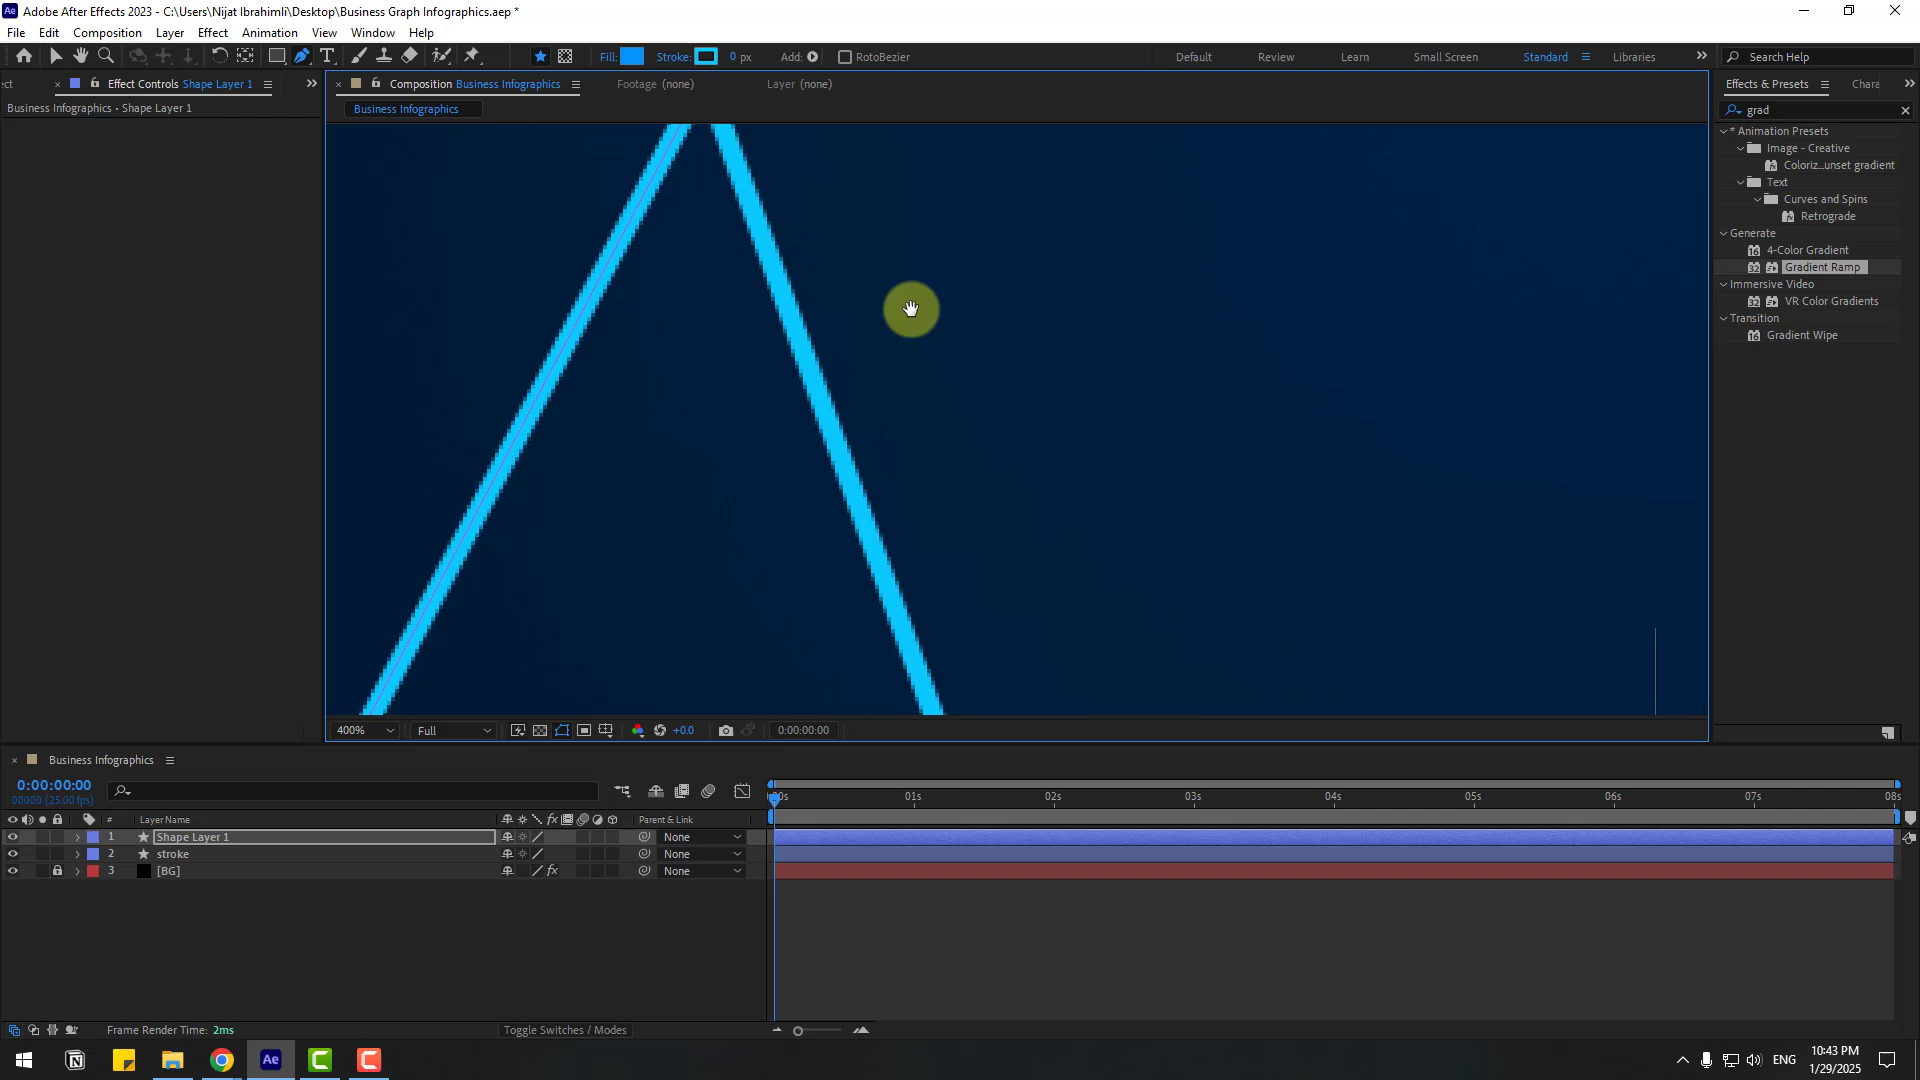 Adobe After Effects 2023 - C:\Users\Nijat Ibrahimli\Desktop\Business Graph Infographics.aep *
File Edit Composition Layer Effect Animation View Window Help
Fill: Stroke: 0 px Add: RotoBezier Default Review Learn Small Screen Standard Libraries Search Help
ect Effect Controls Shape Layer 1 Composition Business Infographics Footage (none) Layer (none) Effects & Presets Chara
Business Infographics • Shape Layer 1
Business Infographics
grad
* Animation Presets
Image - Creative
Coloriz...unset gradient
Text
Curves and Spins
Retrograde
Generate
4-Color Gradient
Gradient Ramp
Immersive Video
VR Color Gradients
Transition
Gradient Wipe
400% Full +0.0 0:00:00:00
Business Infographics
0:00:00:00
00000 (25.00 fps)
:00s 01s 02s 03s 04s 05s 06s 07s 08s
# Layer Name Parent & Link
1 Shape Layer 1 None
2 stroke None
3 [BG] None
Frame Render Time: 2ms Toggle Switches / Modes
ENG
10:43 PM
1/29/2025